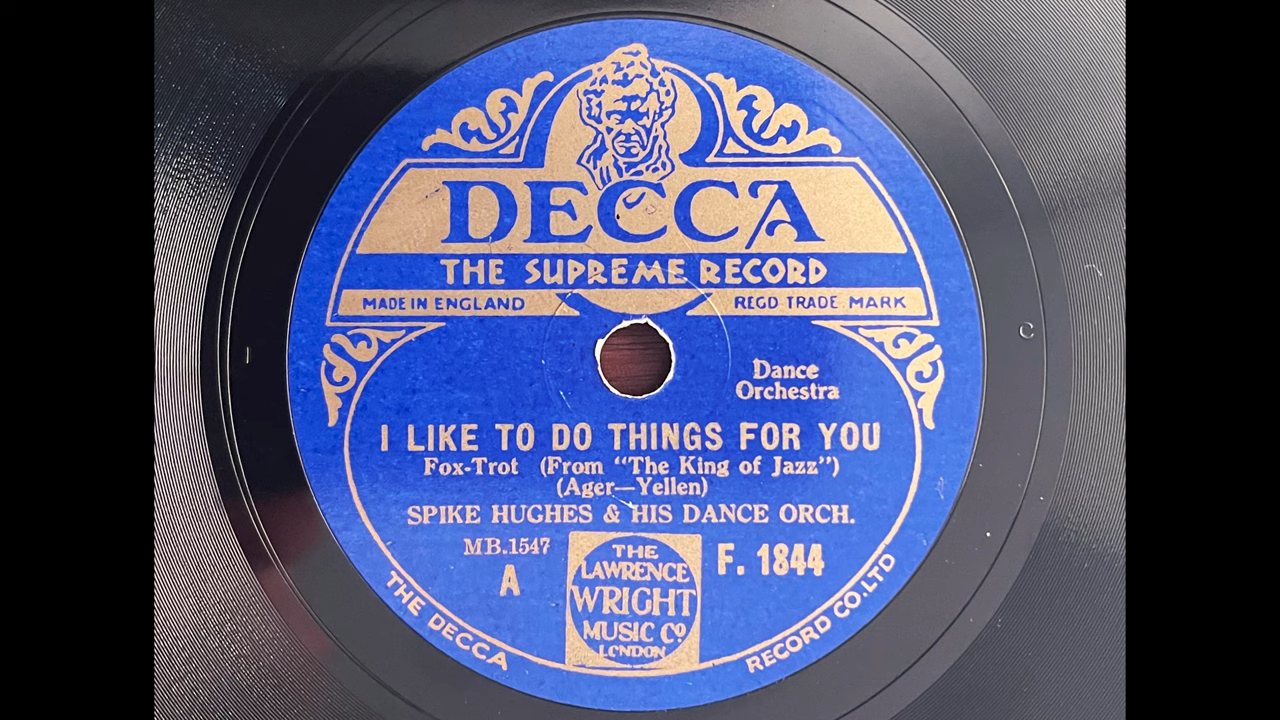 DECCA
THE SUPREME RECORD
MADE IN ENGLAND
REGD TRADE MARK
Dance
Orchestra
I LIKE TO DO THINGS FOR YOU
Fox-Trot (From "The King of Jazz")
(Ager—Yellen)
SPIKE HUGHES & HIS DANCE ORCH.
MB.1547
A
F. 1844
THE
LAWRENCE
WRIGHT
MUSIC Cº
LONDON
THE DECCA
RECORD CO. LTD
C